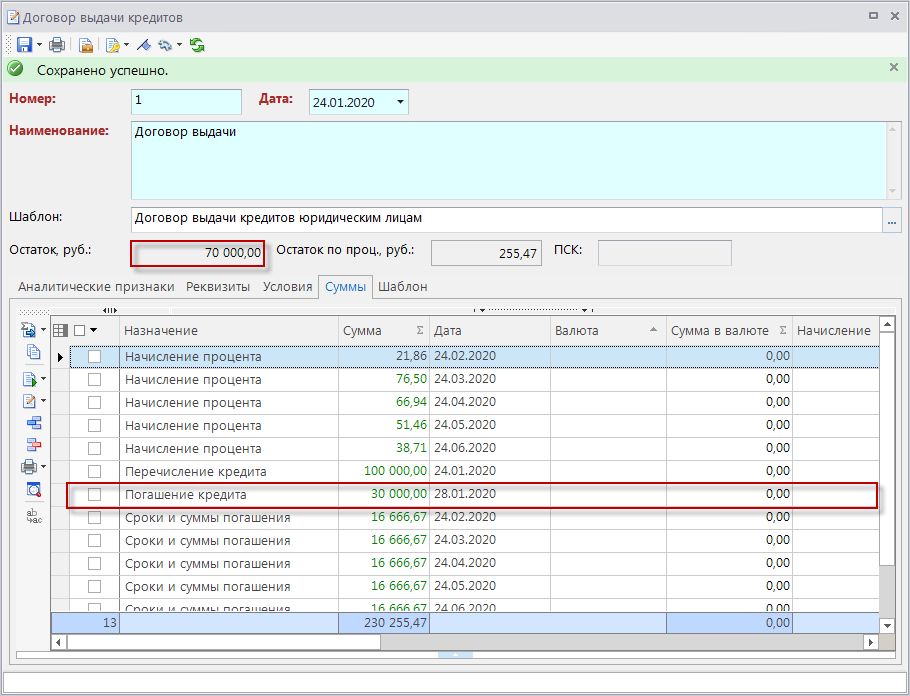 Договор выдачи кредитов
Сохранено успешно.
Номер: 1 Дата: 24.01.2020
Наименование: Договор выдачи
Шаблон: Договор выдачи кредитов юридическим лицам ...
Остаток, руб.: 70 000,00 Остаток по проц., руб.: 255,47 ПСК:
Аналитические признаки Реквизиты Условия Суммы Шаблон
Назначение Сумма Σ Дата Валюта Сумма в валюте Σ Начисление
Начисление процента 21,86 24.02.2020 0,00
Начисление процента 76,50 24.03.2020 0,00
Начисление процента 66,94 24.04.2020 0,00
Начисление процента 51,46 24.05.2020 0,00
Начисление процента 38,71 24.06.2020 0,00
Перечисление кредита 100 000,00 24.01.2020 0,00
Погашение кредита 30 000,00 28.01.2020 0,00
Сроки и суммы погашения 16 666,67 24.02.2020 0,00
Сроки и суммы погашения 16 666,67 24.03.2020 0,00
Сроки и суммы погашения 16 666,67 24.04.2020 0,00
Сроки и суммы погашения 16 666,67 24.05.2020 0,00
Сроки и суммы погашения 16 666,67 24.06.2020 0,00
13 230 255,47 0,00